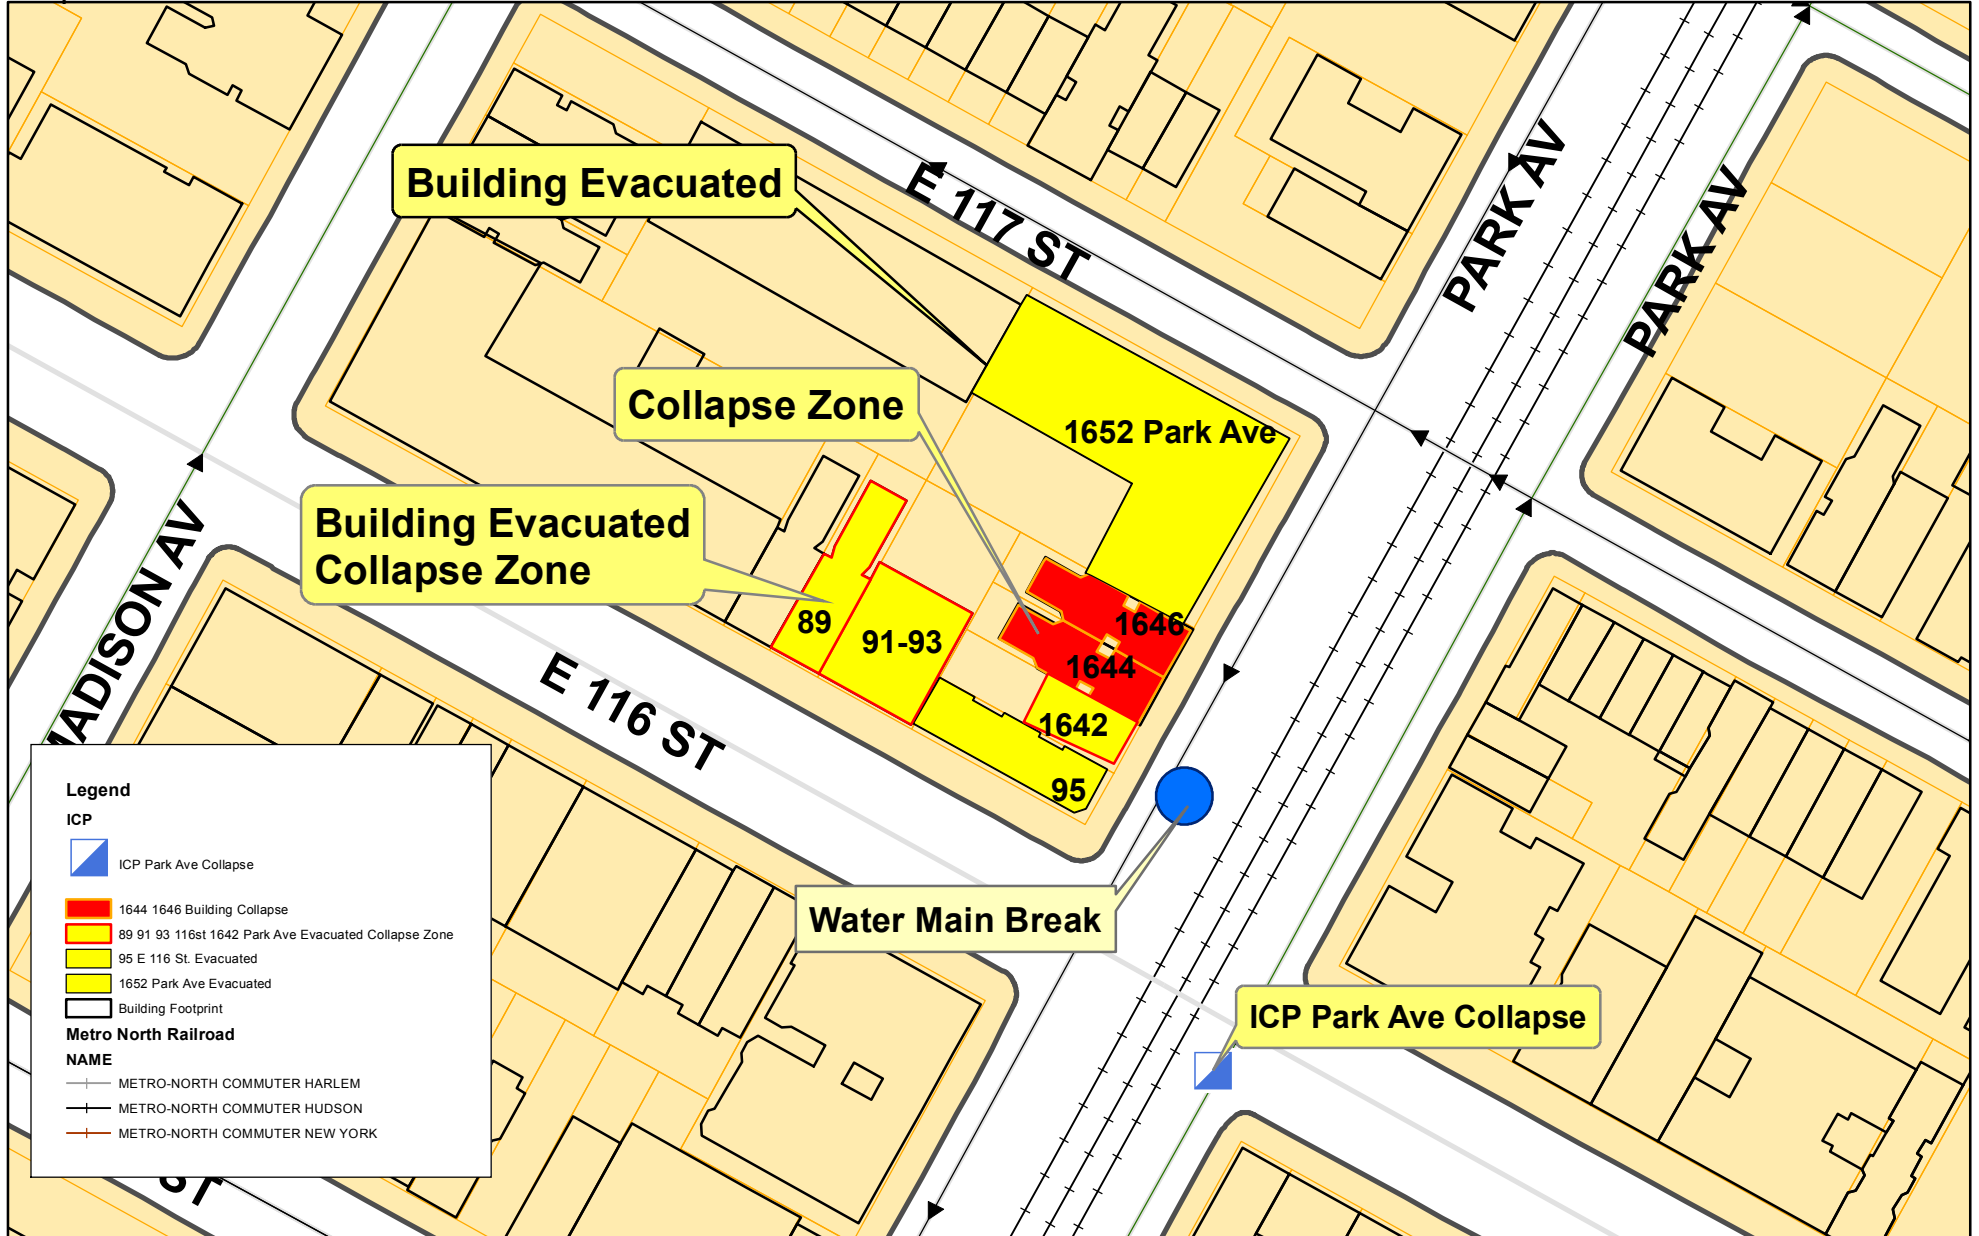 Building Evacuated
E 117 ST
PARK AV
PARK AV
Collapse Zone
1652 Park Ave
Building Evacuated
Collapse Zone
89
91-93
1646
1644
1642
95
MADISON AV
E 116 ST
Water Main Break
ICP Park Ave Collapse
Legend
ICP
ICP Park Ave Collapse
1644 1646 Building Collapse
89 91 93 116st 1642 Park Ave Evacuated Collapse Zone
95 E 116 St. Evacuated
1652 Park Ave Evacuated
Building Footprint
Metro North Railroad
NAME
METRO-NORTH COMMUTER HARLEM
METRO-NORTH COMMUTER HUDSON
METRO-NORTH COMMUTER NEW YORK
ST